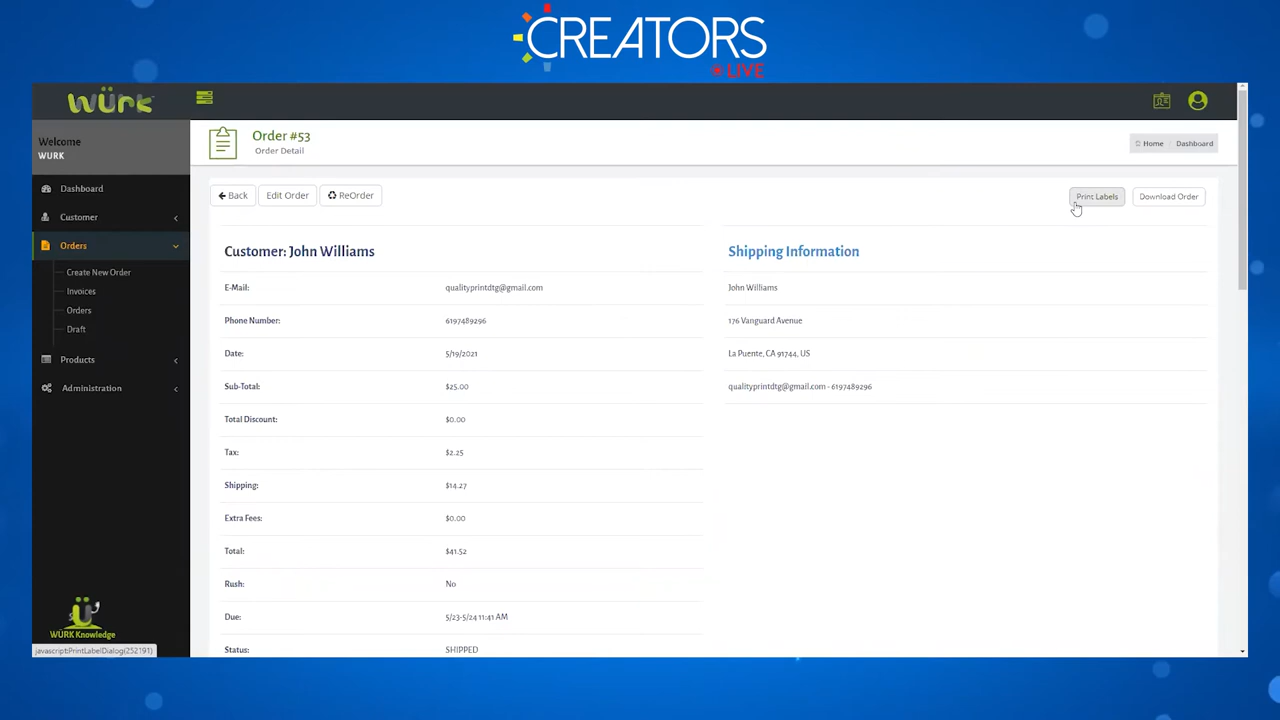 CREATORS
LIVE
würk
Order #53
Order Detail
Home Dashboard
Welcome
WURK
Dashboard
Customer
Orders
Create New Order
Invoices
Orders
Draft
Products
Administration
WÜRK Knowledge
javascript:PrintLabelDialog(252191)
Back Edit Order ReOrder Print Labels Download Order
Customer: John Williams
E-Mail: qualityprintdtg@gmail.com
Phone Number: 6197489296
Date: 5/19/2021
Sub-Total: $25.00
Total Discount: $0.00
Tax: $2.25
Shipping: $14.27
Extra Fees: $0.00
Total: $41.52
Rush: No
Due: 5/23-5/24 11:41 AM
Status: SHIPPED
Shipping Information
John Williams
176 Vanguard Avenue
La Puente, CA 91744, US
qualityprintdtg@gmail.com - 6197489296